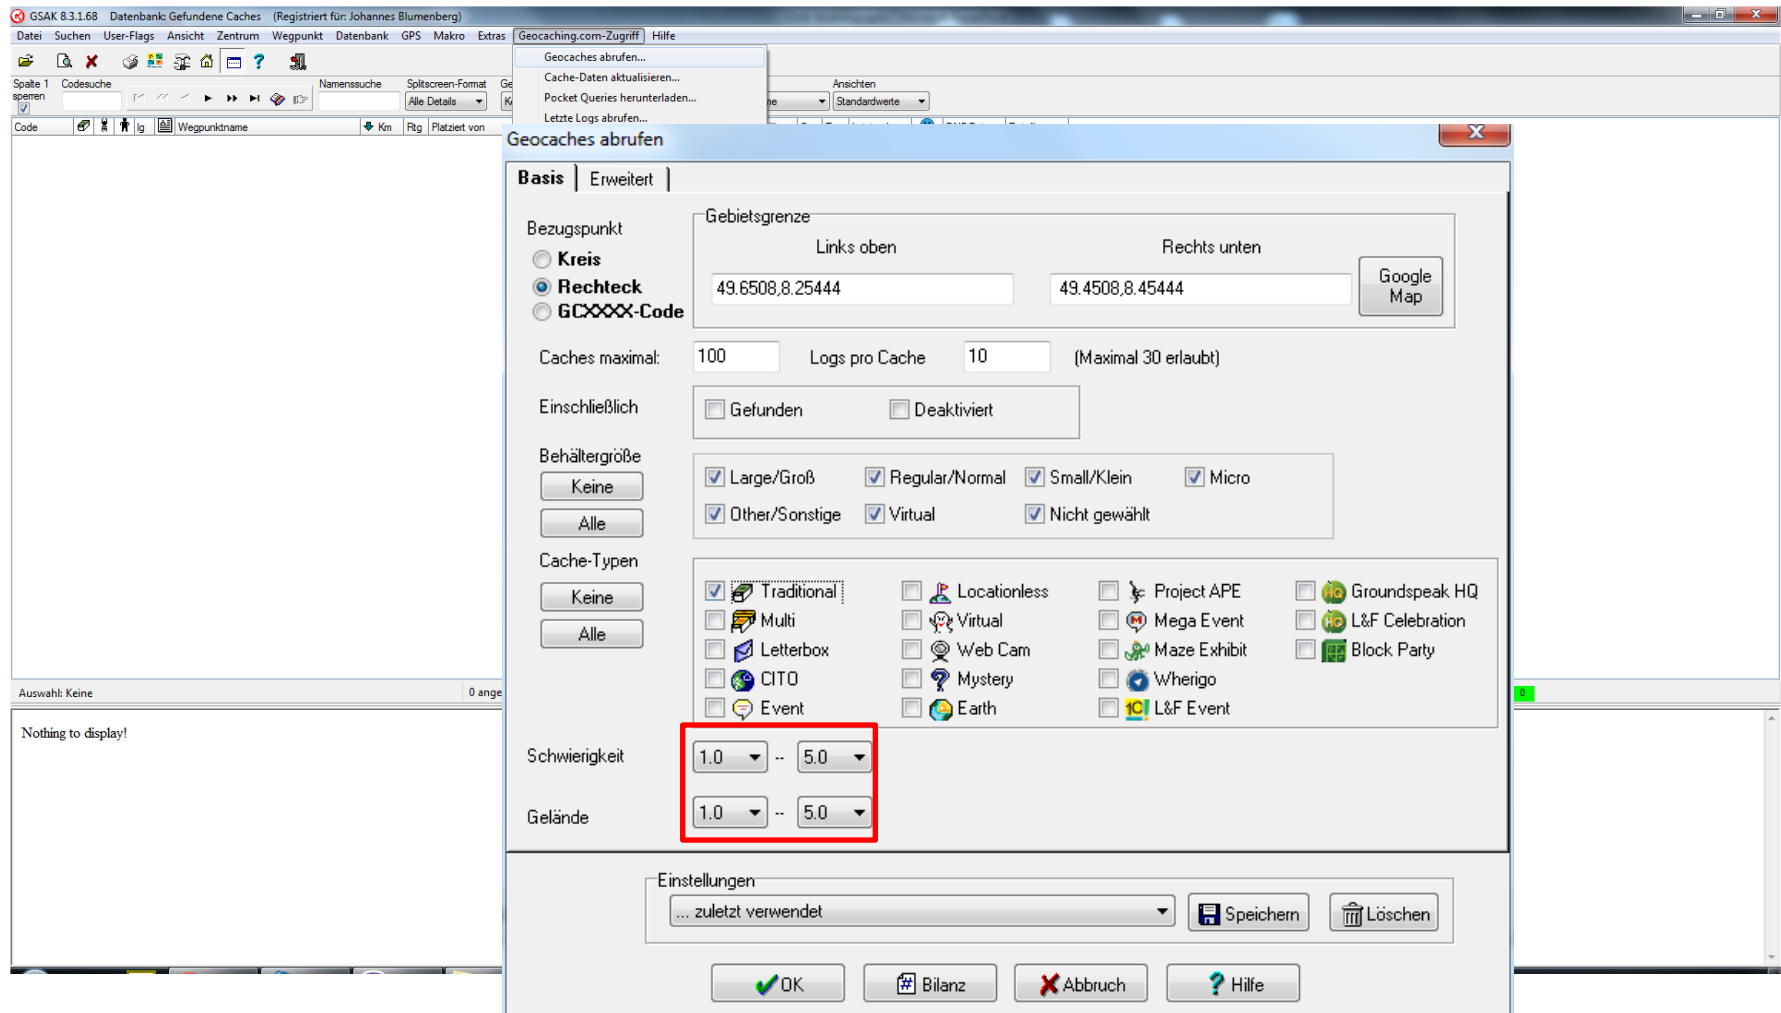 GSAK 8.3.1.68 Datenbank: Gefundene Caches (Registriert für: Johannes Blumenberg)
Datei Suchen User-Flags Ansicht Zentrum Wegpunkt Datenbank GPS Makro Extras Geocaching.com-Zugriff Hilfe
Geocaches abrufen...
Cache-Daten aktualisieren...
Pocket Queries herunterladen...
Letzte Logs abrufen...
Spalte 1 sperren
Codesuche
Namenssuche
Splitscreen-Format
Alle Details
Ansichten
Standardwerte
Code lg Wegpunktname Km Rtg Platziert von
Geocaches abrufen
Basis Erweitert
Bezugspunkt
Kreis
Rechteck
GCXXXX-Code
Gebietsgrenze
Links oben Rechts unten
49.6508,8.25444 49.4508,8.45444
Google Map
Caches maximal: 100 Logs pro Cache 10 (Maximal 30 erlaubt)
Einschließlich Gefunden Deaktiviert
Behältergröße
Keine
Alle
Large/Groß Regular/Normal Small/Klein Micro
Other/Sonstige Virtual Nicht gewählt
Cache-Typen
Keine
Alle
Traditional Locationless Project APE Groundspeak HQ
Multi Virtual Mega Event L&F Celebration
Letterbox Web Cam Maze Exhibit Block Party
CITO Mystery Wherigo
Event Earth L&F Event
Schwierigkeit 1.0 -- 5.0
Gelände 1.0 -- 5.0
Einstellungen
... zuletzt verwendet Speichern Löschen
OK Bilanz Abbruch Hilfe
Auswahl: Keine 0 ange
0
Nothing to display!